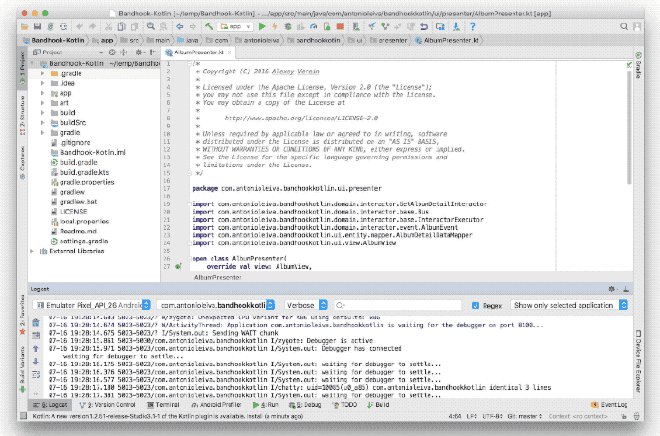 Bandhook-Kotlin [~/temp/Bandhook-Kotlin] - .../app/src/main/java/com/antonioleiva/bandhookkotlin/ui/presenter/AlbumPresenter.kt [app]
app
Bandhook-Kotlin app src main java com antonioleiva bandhookkotlin ui presenter AlbumPresenter.kt
Project
AlbumPresenter.kt
Bandhook-Kotlin ~/temp/Bandhook
.gradle
.idea
app
art
build
buildSrc
gradle
.gitignore
Bandhook-Kotlin.iml
build.gradle
build.gradle.kts
gradle.properties
gradlew
gradlew.bat
LICENSE
local.properties
Readme.md
settings.gradle
External Libraries
1: Project
Z: Structure
Captures
2: Favorites
Build Variants
Gradle
Device File Explorer
/*
* Copyright (C) 2016 Alexey Verein
*
* Licensed under the Apache License, Version 2.0 (the "License");
* you may not use this file except in compliance with the License.
* You may obtain a copy of the License at
*
* http://www.apache.org/licenses/LICENSE-2.0
*
* Unless required by applicable law or agreed to in writing, software
* distributed under the License is distributed on an "AS IS" BASIS,
* WITHOUT WARRANTIES OR CONDITIONS OF ANY KIND, either express or implied.
* See the License for the specific language governing permissions and
* limitations under the License.
*/
package com.antonioleiva.bandhookkotlin.ui.presenter
import com.antonioleiva.bandhookkotlin.domain.interactor.GetAlbumDetailInteractor
import com.antonioleiva.bandhookkotlin.domain.interactor.base.Bus
import com.antonioleiva.bandhookkotlin.domain.interactor.base.InteractorExecutor
import com.antonioleiva.bandhookkotlin.domain.interactor.event.AlbumEvent
import com.antonioleiva.bandhookkotlin.ui.entity.mapper.AlbumDetailDataMapper
import com.antonioleiva.bandhookkotlin.ui.view.AlbumView
open class AlbumPresenter(
override val view: AlbumView,
AlbumPresenter
Logcat
Emulator Pixel_API_26 Android
com.antonioleiva.bandhookkotli
Verbose
Regex
Show only selected application
07-16 19:28:14.674 5023-5023/? W/ActivityThread: Application com.antonioleiva.bandhookkotlin is waiting for the debugger on port 8100...
07-16 19:28:14.675 5023-5023/? I/System.out: Sending WAIT chunk
07-16 19:28:15.861 5023-5030/com.antonioleiva.bandhookkotlin I/zygote: Debugger is active
07-16 19:28:15.971 5023-5023/com.antonioleiva.bandhookkotlin I/System.out: Debugger has connected
waiting for debugger to settle...
07-16 19:28:16.175 5023-5023/com.antonioleiva.bandhookkotlin I/System.out: waiting for debugger to settle...
07-16 19:28:16.376 5023-5023/com.antonioleiva.bandhookkotlin I/System.out: waiting for debugger to settle...
07-16 19:28:16.577 5023-5023/com.antonioleiva.bandhookkotlin I/System.out: waiting for debugger to settle...
07-16 19:28:17.180 5023-5023/com.antonioleiva.bandhookkotlin I/chatty: uid=10085(u0_a85) com.antonioleiva.bandhookkotlin identical 3 lines
07-16 19:28:17.381 5023-5023/com.antonioleiva.bandhookkotlin I/System.out: waiting for debugger to settle...
6: Logcat 9: Version Control Terminal Android Profiler 4: Run 5: Debug TODO Build Event Log
Kotlin: A new version 1.2.51-release-Studio3.1-1 of the Kotlin plugin is available. Install (a minute ago) 4:64 LF÷ UTF-8÷ Git: master÷ Context: <no context>